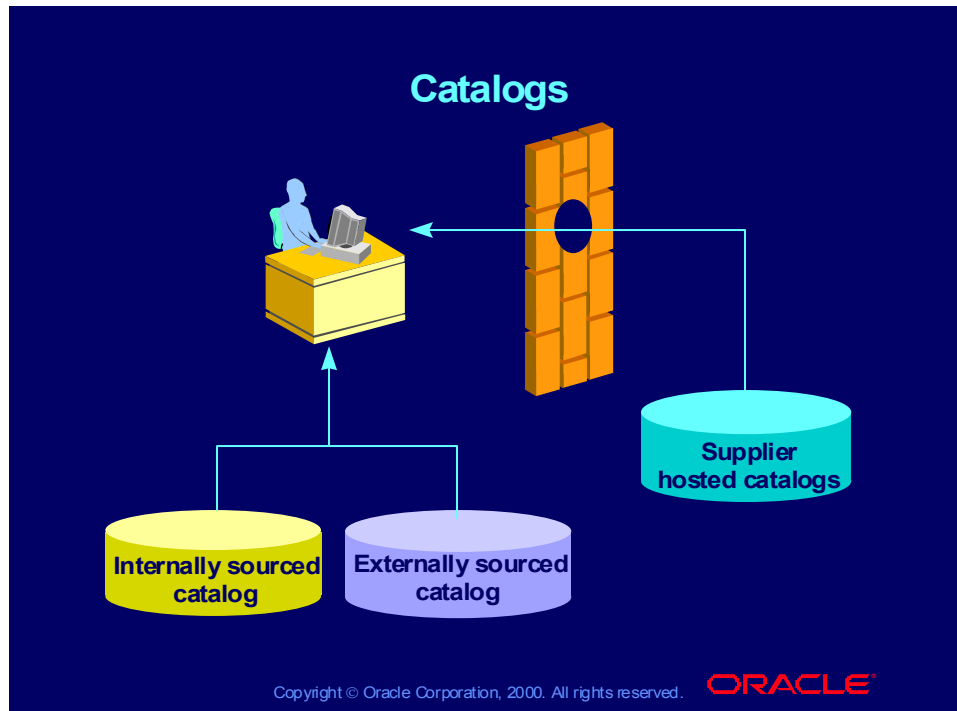 Catalogs
Supplier
hosted catalogs
Internally sourced
catalog
Externally sourced
catalog
Copyright © Oracle Corporation, 2000. All rights reserved.
ORACLE®